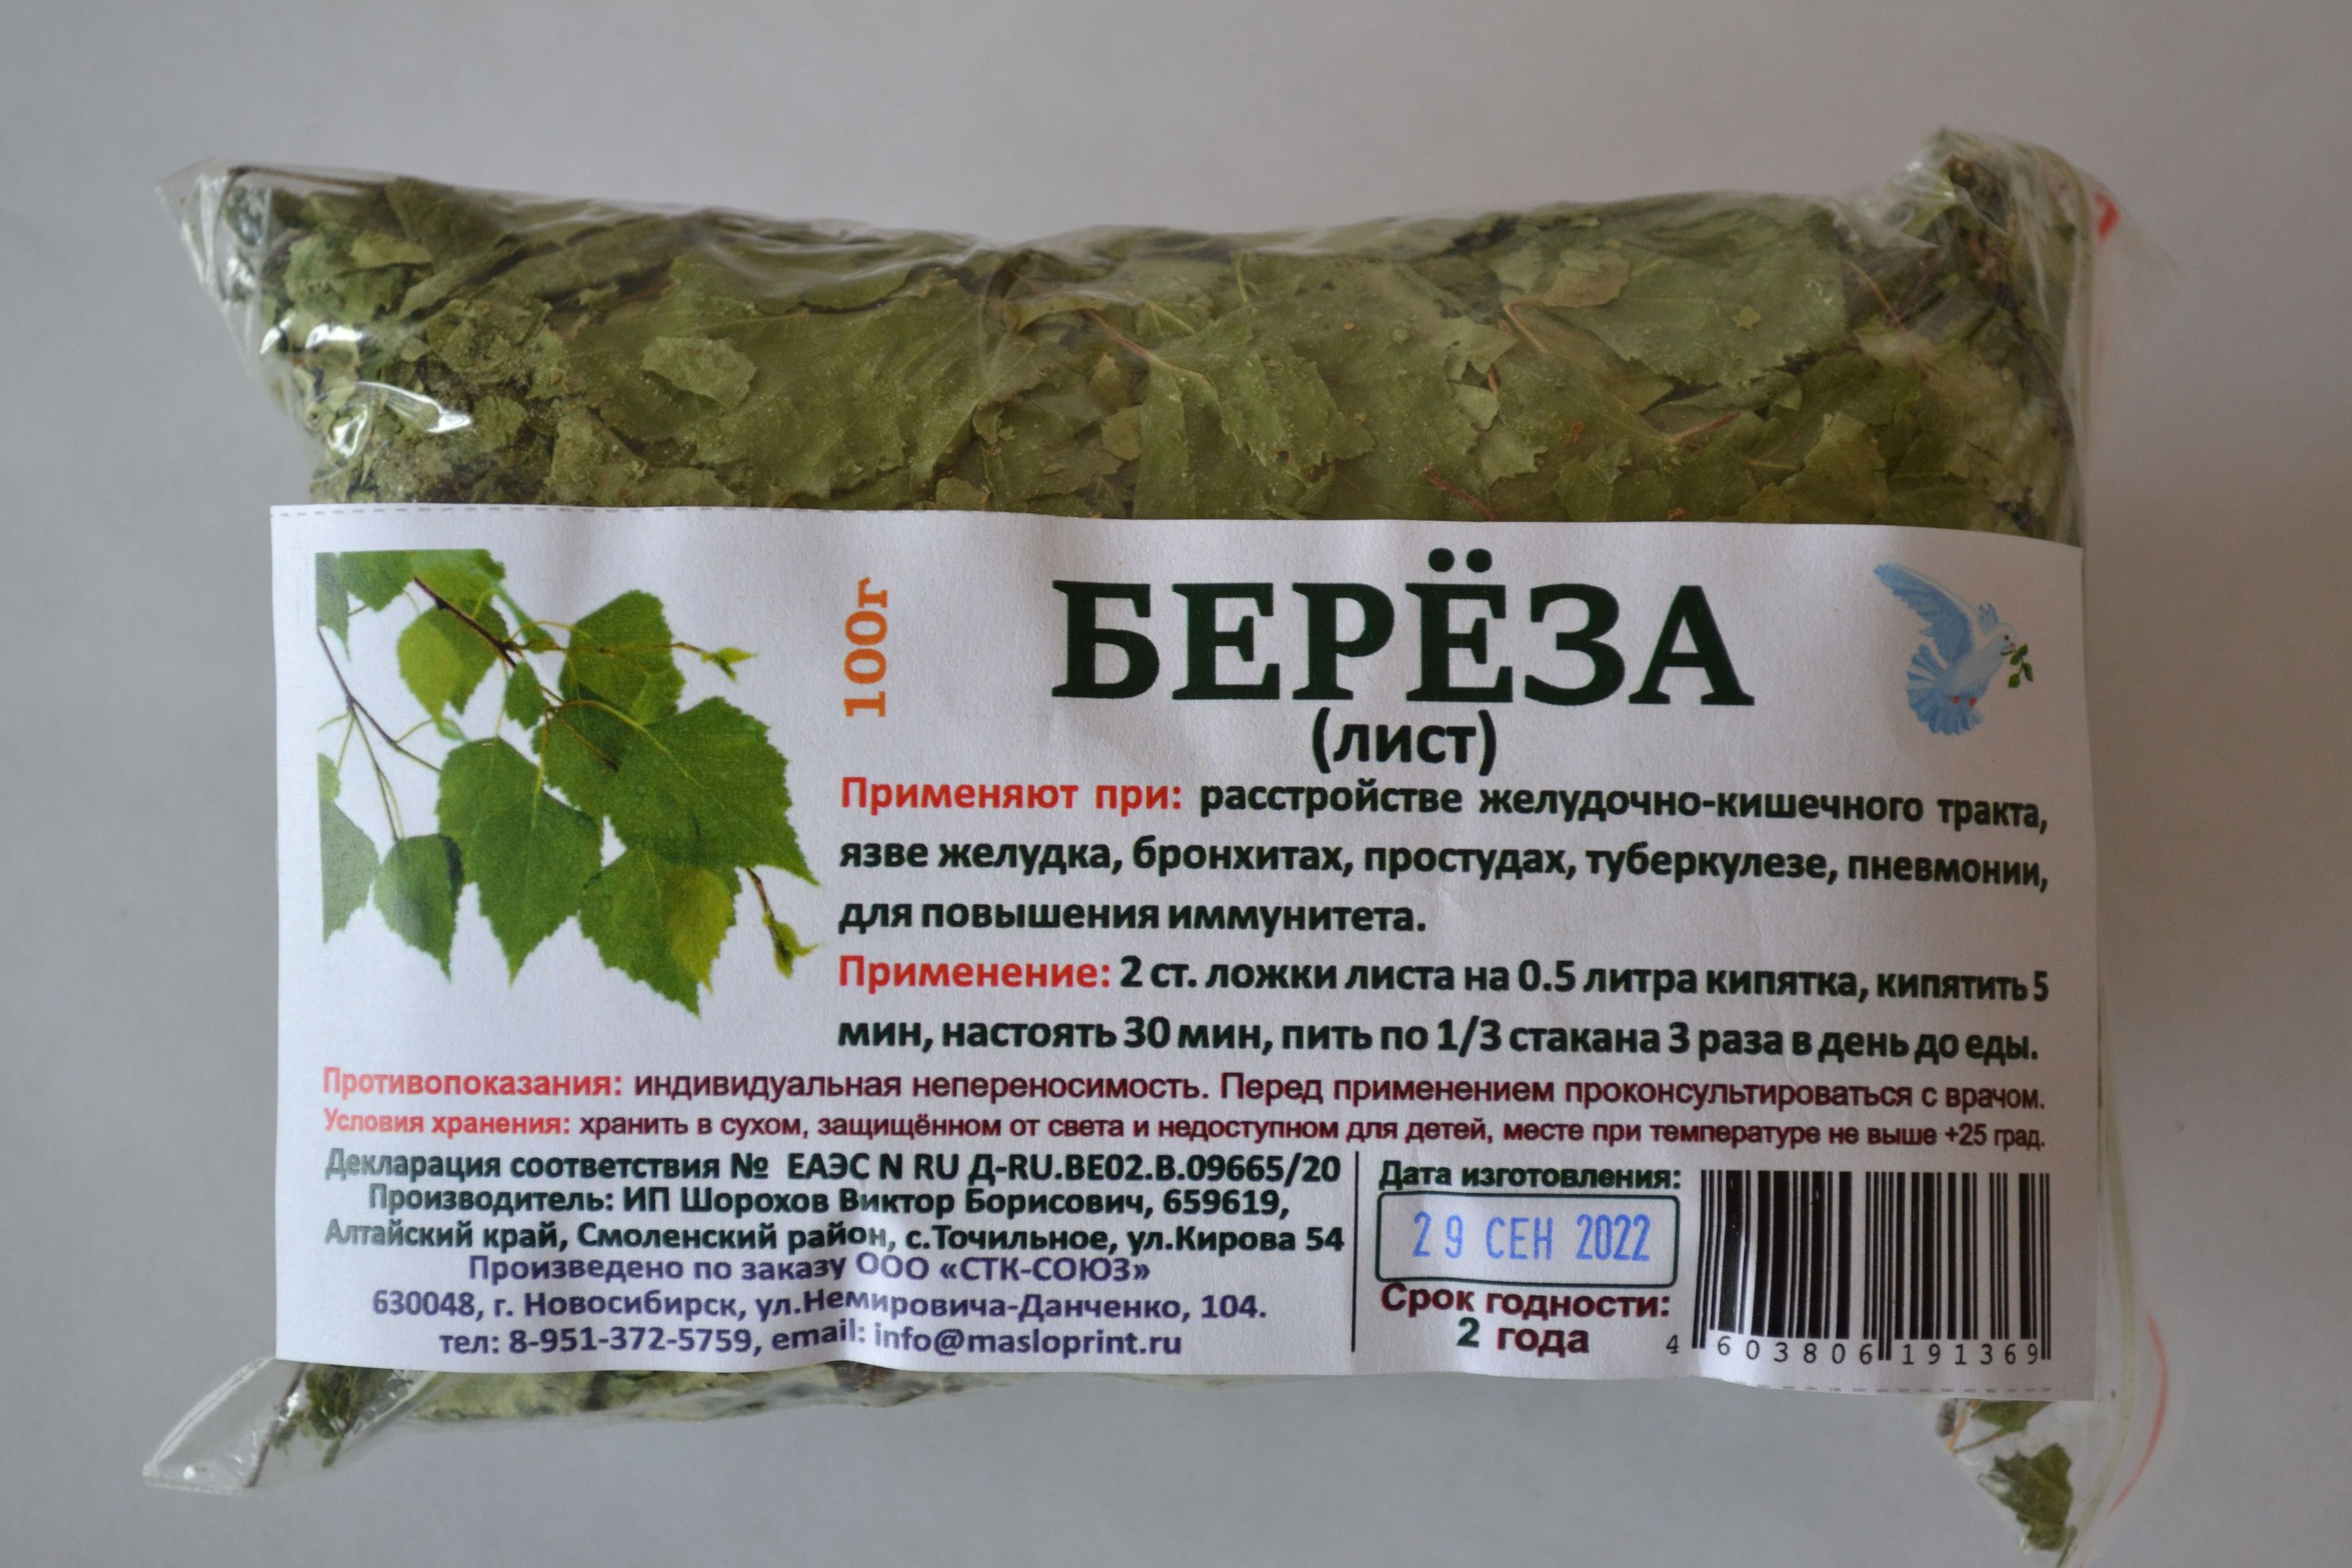 100г
БЕРЁЗА
(лист)
Применяют при: расстройстве желудочно-кишечного тракта,
язве желудка, бронхитах, простудах, туберкулезе, пневмонии,
для повышения иммунитета.
Применение: 2 ст. ложки листа на 0.5 литра кипятка, кипятить 5
мин, настоять 30 мин, пить по 1/3 стакана 3 раза в день до еды.
Противопоказания: индивидуальная непереносимость. Перед применением проконсультироваться с врачом.
Условия хранения: хранить в сухом, защищённом от света и недоступном для детей, месте при температуре не выше +25 град.
Декларация соответствия № ЕАЭС N RU Д-RU.BE02.B.09665/20
Производитель: ИП Шорохов Виктор Борисович, 659619,
Алтайский край, Смоленский район, с.Точильное, ул.Кирова 54
Произведено по заказу ООО «СТК-СОЮЗ»
630048, г. Новосибирск, ул.Немировича-Данченко, 104.
тел: 8-951-372-5759, email: info@masloprint.ru
Дата изготовления:
29 СЕН 2022
Срок годности:
2 года
4 603806 191369